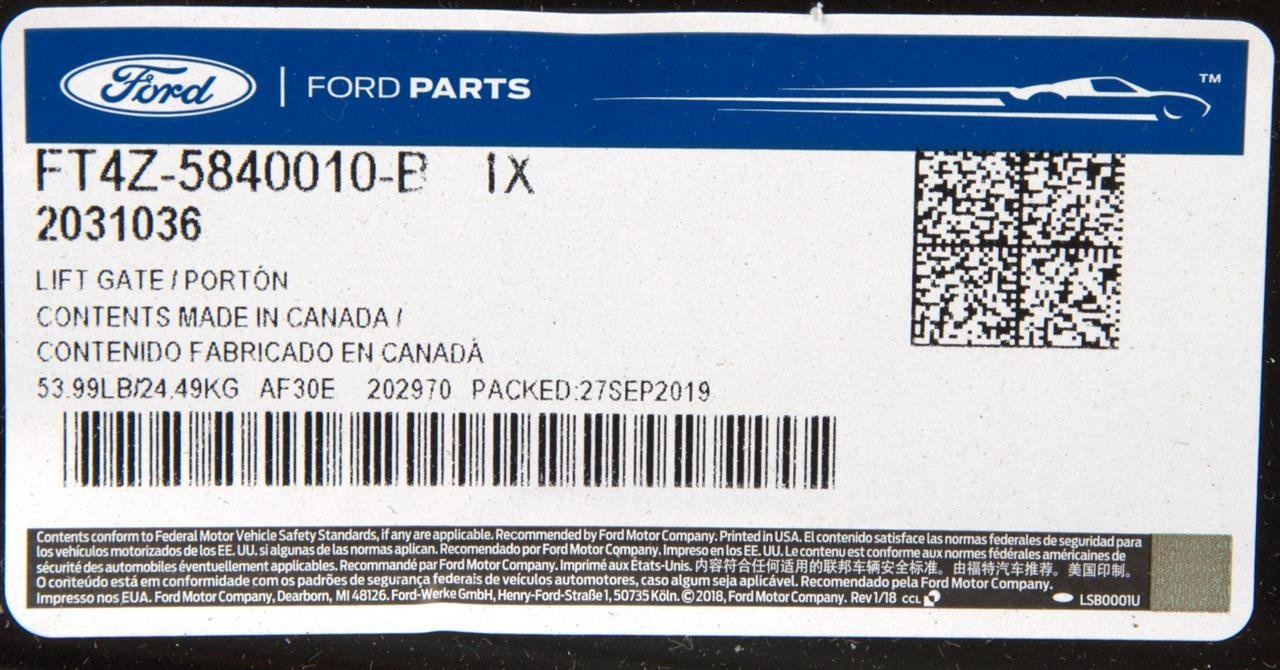 Ford | FORD PARTS TM
FT4Z-5840010-B 1X
2031036
LIFT GATE / PORTÓN
CONTENTS MADE IN CANADA /
CONTENIDO FABRICADO EN CANADÁ
53.99LB/24.49KG AF30E 202970 PACKED:27SEP2019
Contents conform to Federal Motor Vehicle Safety Standards, if any are applicable. Recommended by Ford Motor Company. Printed in USA. El contenido satisface las normas federales de seguridad para
los vehículos motorizados de los EE. UU. si algunas de las normas aplican. Recomendado por Ford Motor Company. Impreso en los EE. UU. Le contenu est conforme aux normes fédérales américaines de
sécurité des automobiles éventuellement applicables. Recommandé par Ford Motor Company. Imprimé aux États-Unis. 内容符合任何适用的联邦车辆安全标准。由福特汽车推荐。美国印制。
O conteúdo está em conformidade com os padrões de segurança federais de veículos automotores, caso algum seja aplicável. Recomendado pela Ford Motor Company.
Impresso nos EUA. Ford Motor Company, Dearborn, MI 48126. Ford-Werke GmbH, Henry-Ford-Straße 1, 50735 Köln. © 2018, Ford Motor Company. Rev 1/18 CCL LSB0001U